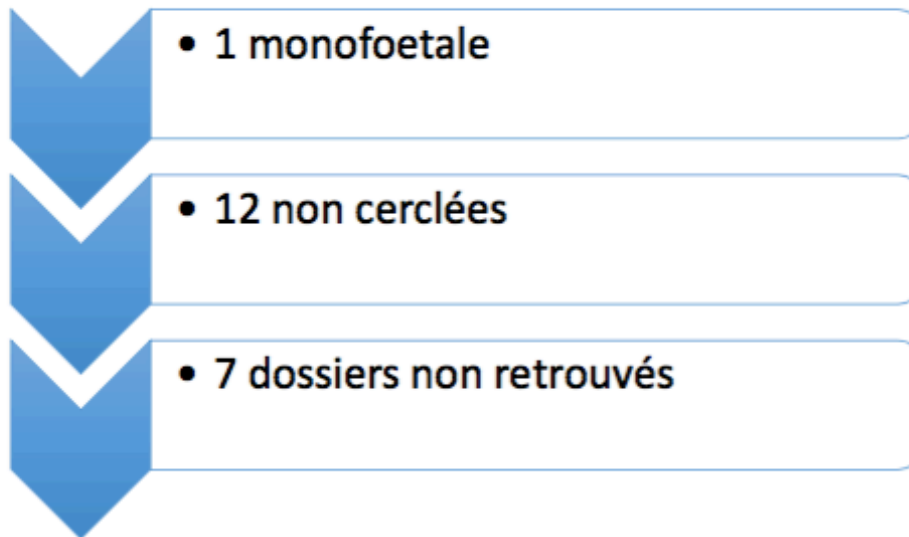 • 1 monofoetale
• 12 non cerclées
• 7 dossiers non retrouvés